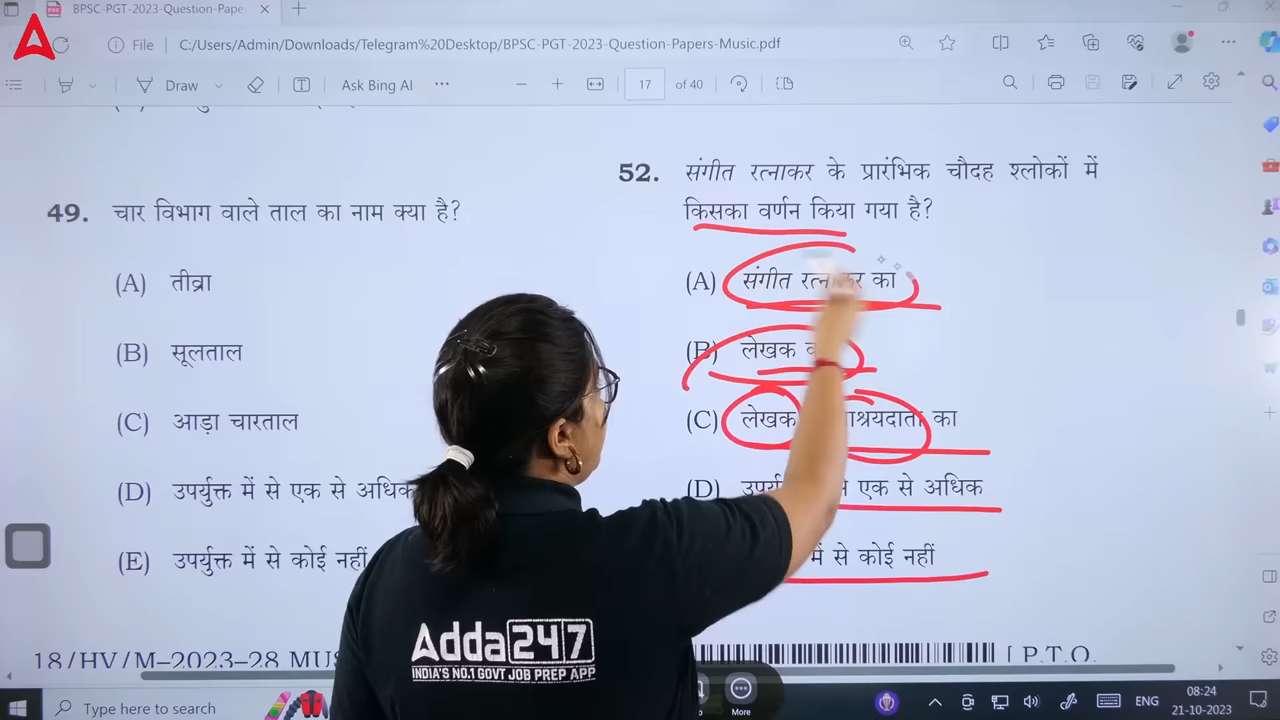 BPSC-PGT-2023-Question-Pape
File C:/Users/Admin/Downloads/Telegram%20Desktop/BPSC-PGT-2023-Question-Papers-Music.pdf
Draw Ask Bing AI 17 of 40
49. चार विभाग वाले ताल का नाम क्या है?
(A) तीव्रा
(B) सूलताल
(C) आड़ा चारताल
(D) उपर्युक्त में से एक से अधिक
(E) उपर्युक्त में से कोई नहीं
52. संगीत रत्नाकर के प्रारंभिक चौदह श्लोकों में
किसका वर्णन किया गया है?
(A) संगीत रत्नाकर का
(B) लेखक
(C) लेखक का
(D) एक से अधिक
में से कोई नहीं
Adda247
INDIA'S NO.1 GOVT JOB PREP APP
18/HV/M–2023–28 MUS
[ P.T.O.
More
Type here to search
ENG
08:24
21-10-2023